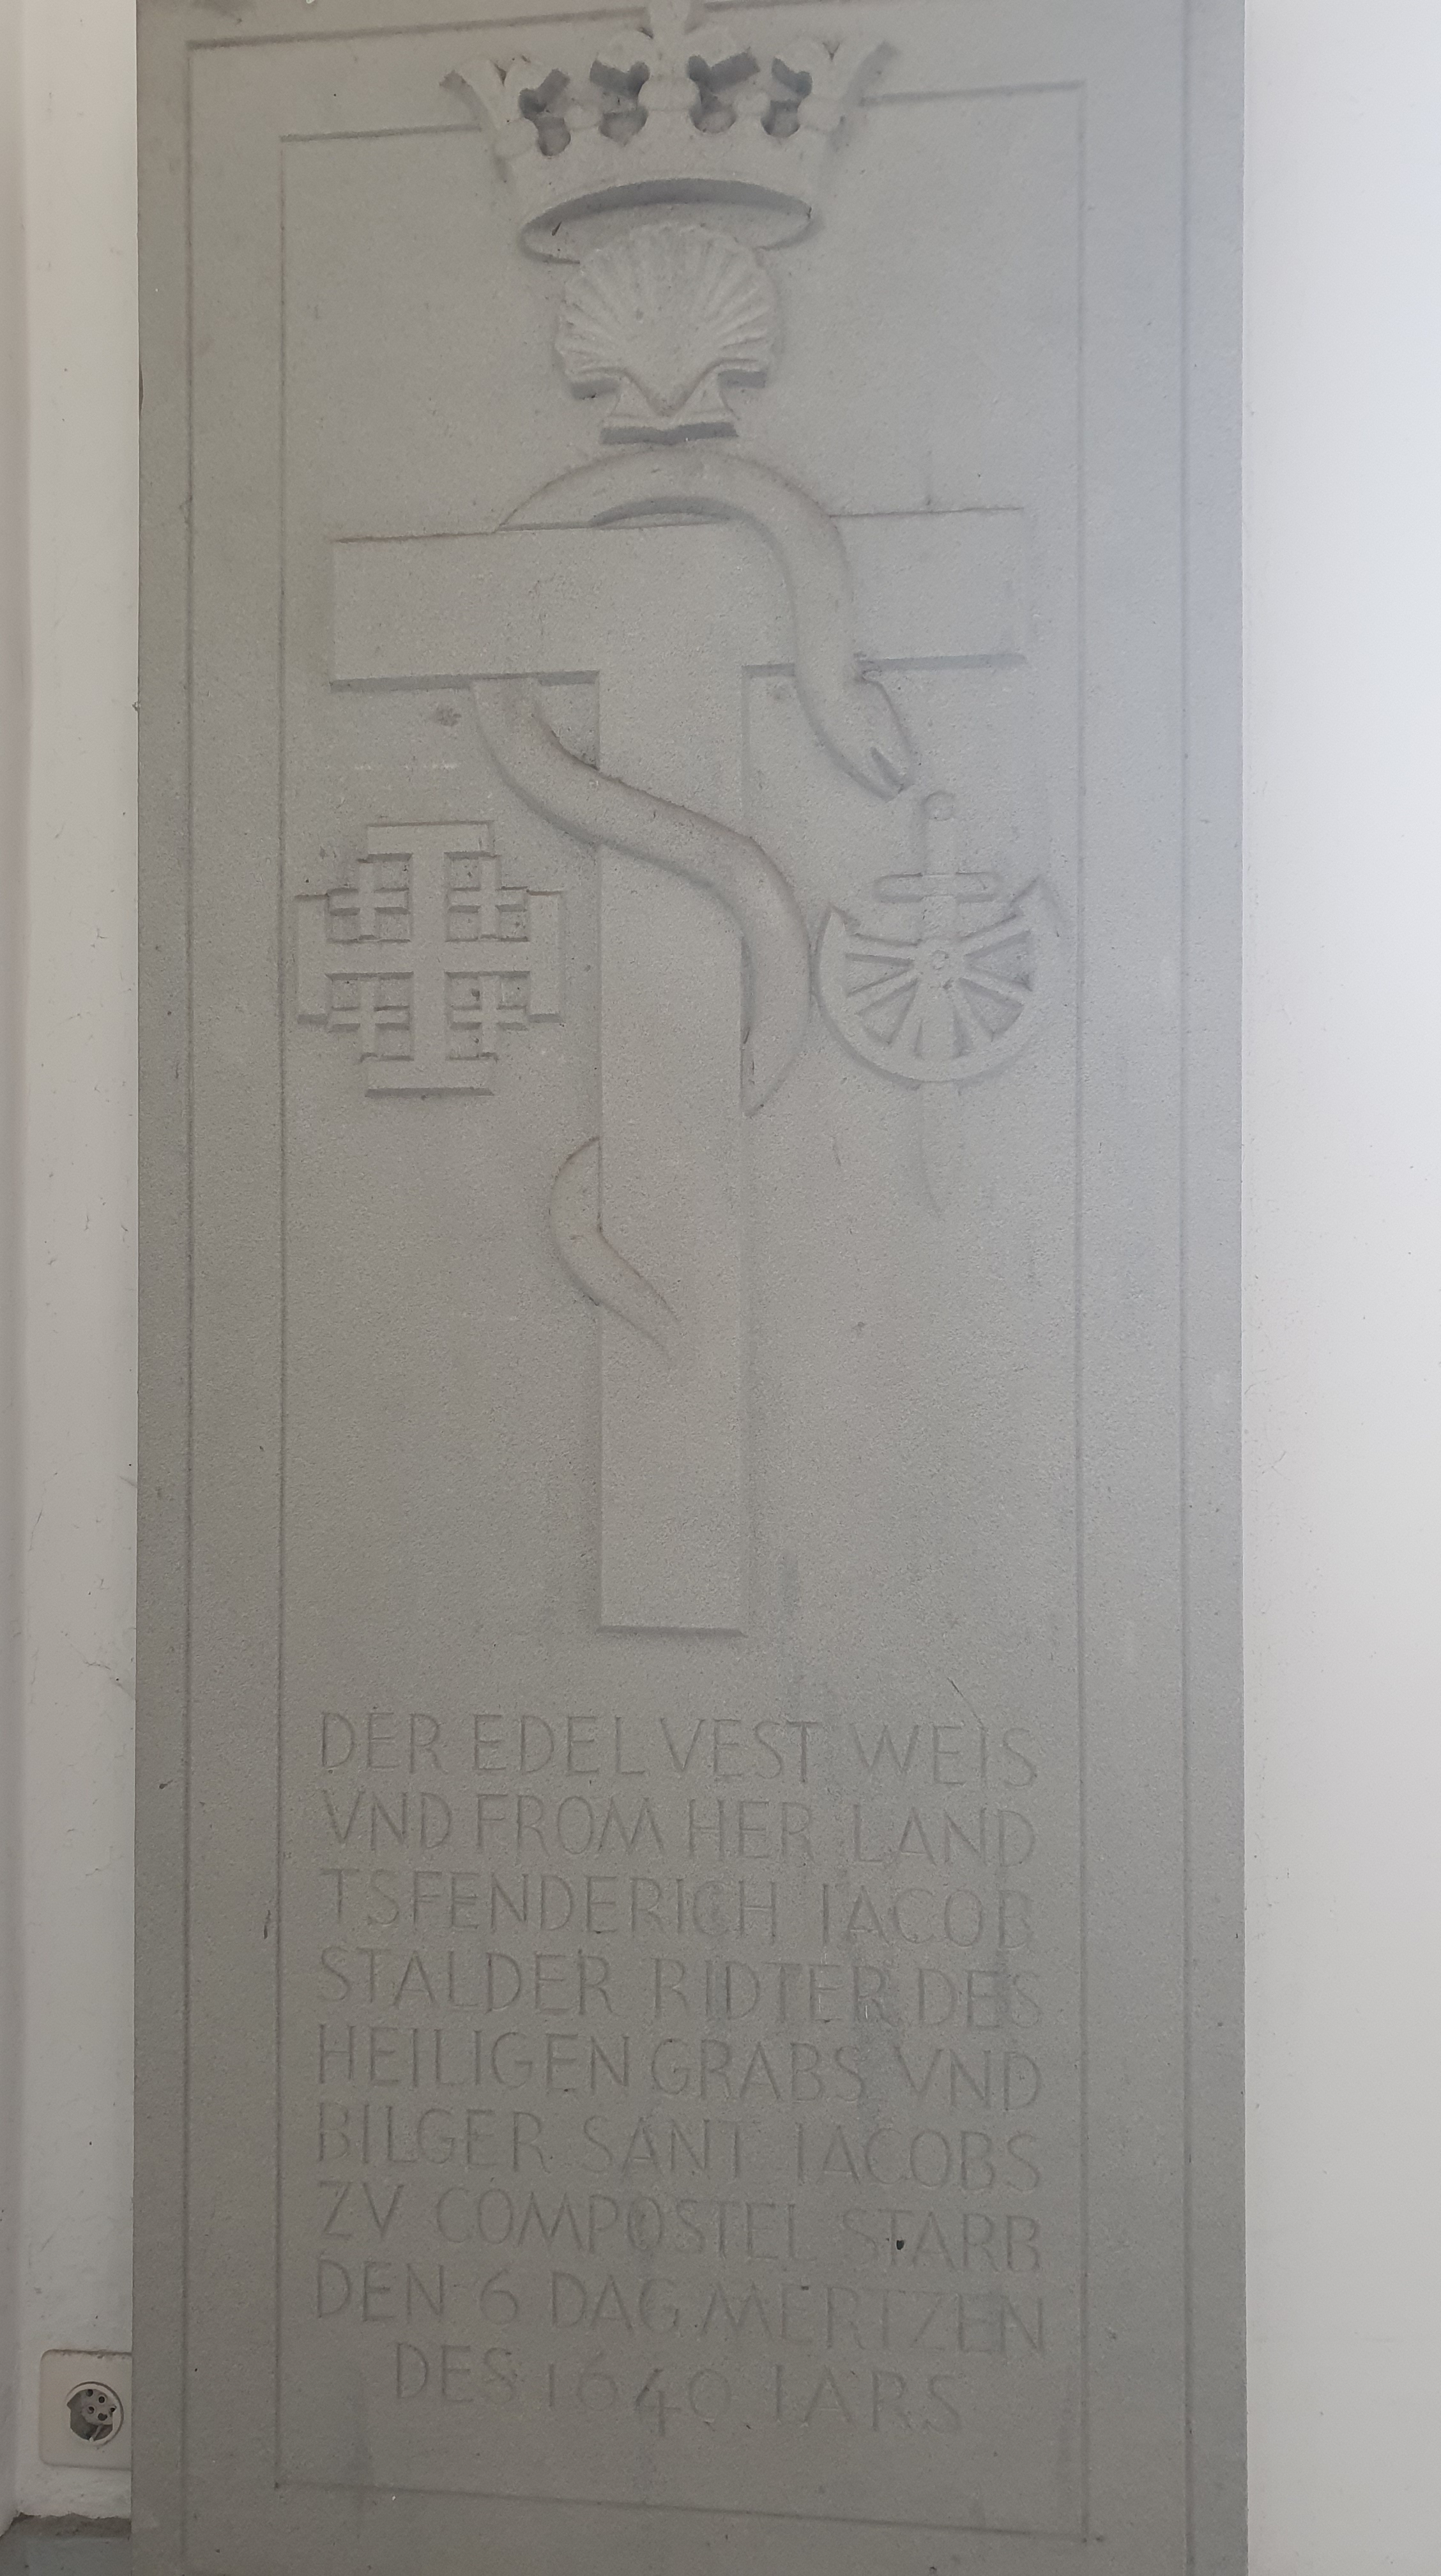 DER EDEL VEST WEIS
VND FROM HER LAND
TSFENDERICH IACOB
STALDER RIDTER DES
HEILIGEN GRABS VND
BILGER SANT IACOBS
ZV COMPOSTEL STARB
DEN 6 DAG MERTZEN
DES 1640 IARS